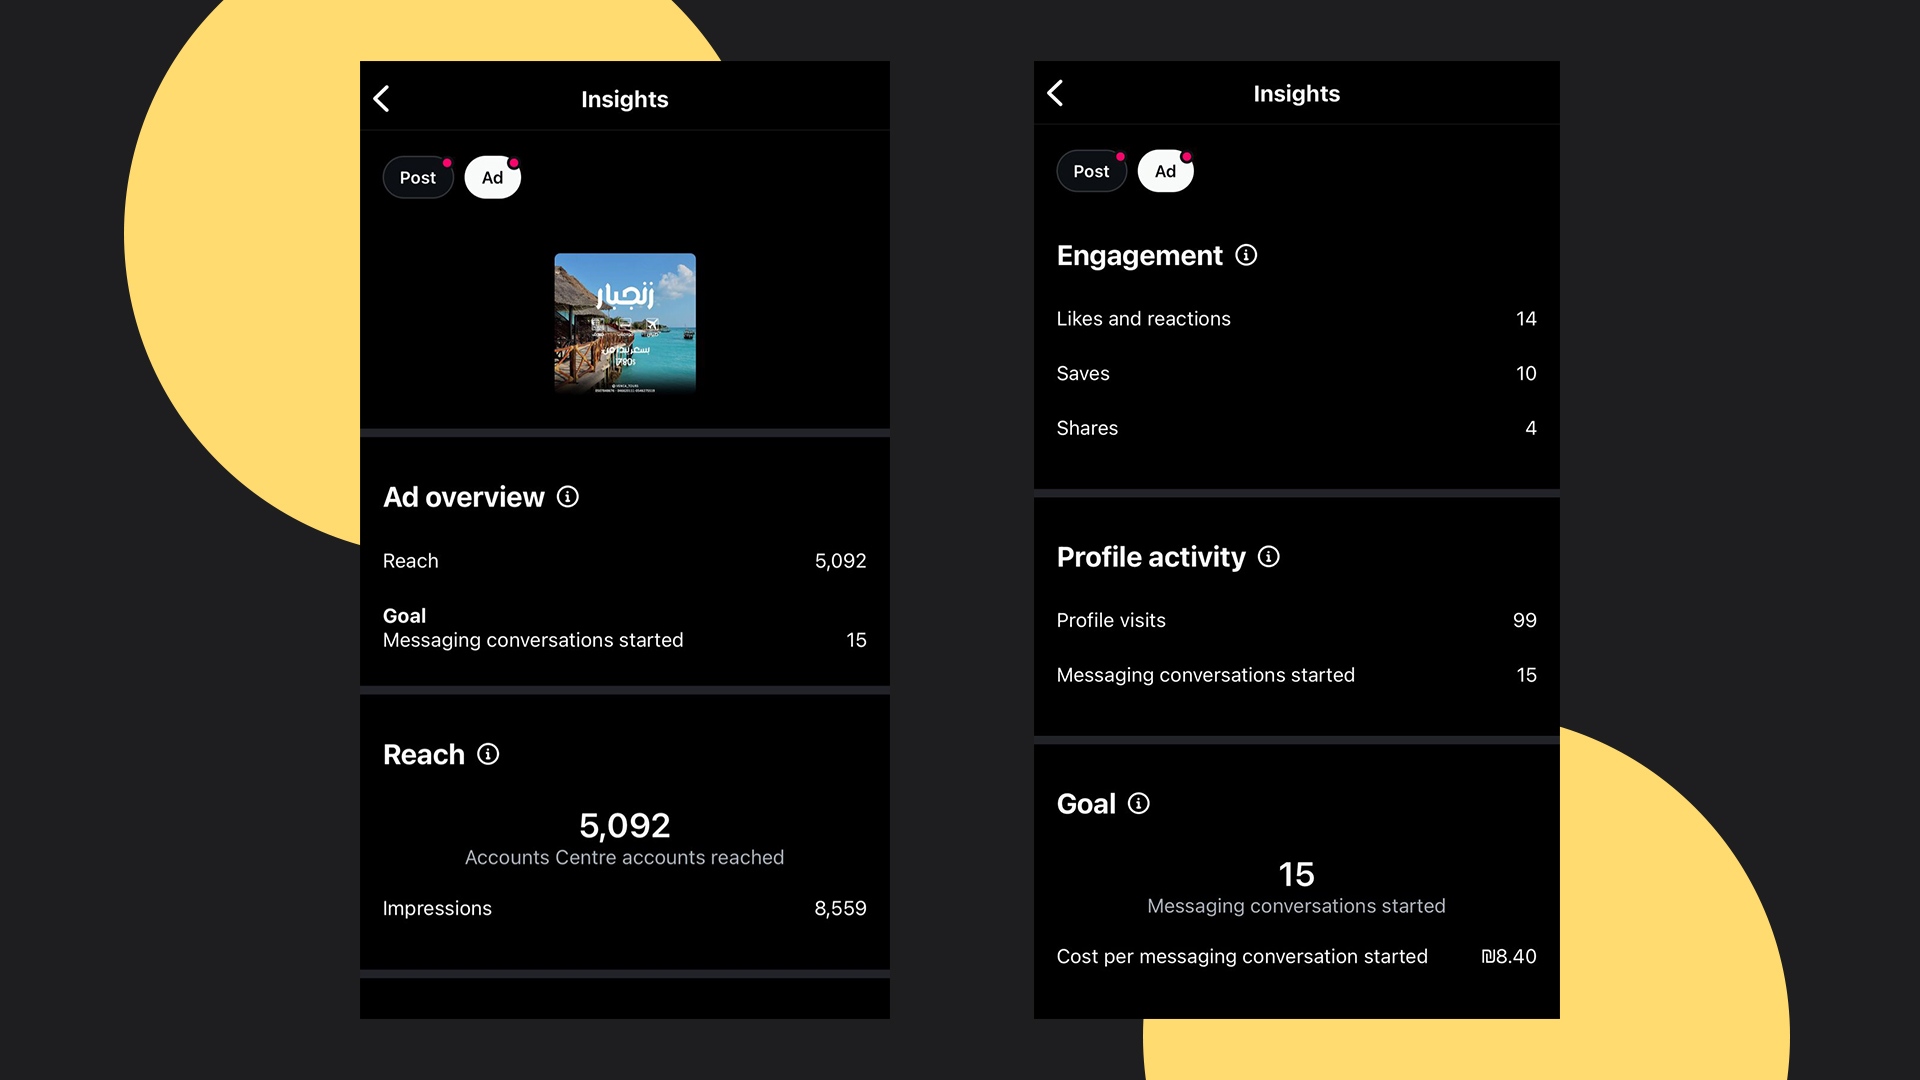 Insights
Post
Ad
زنجبار
بسعر يبدأ من
Ad overview
Reach
5,092
Goal
Messaging conversations started
15
Reach
5,092
Accounts Centre accounts reached
Impressions
8,559
Insights
Post
Ad
Engagement
Likes and reactions
14
Saves
10
Shares
4
Profile activity
Profile visits
99
Messaging conversations started
15
Goal
15
Messaging conversations started
Cost per messaging conversation started
₪8.40